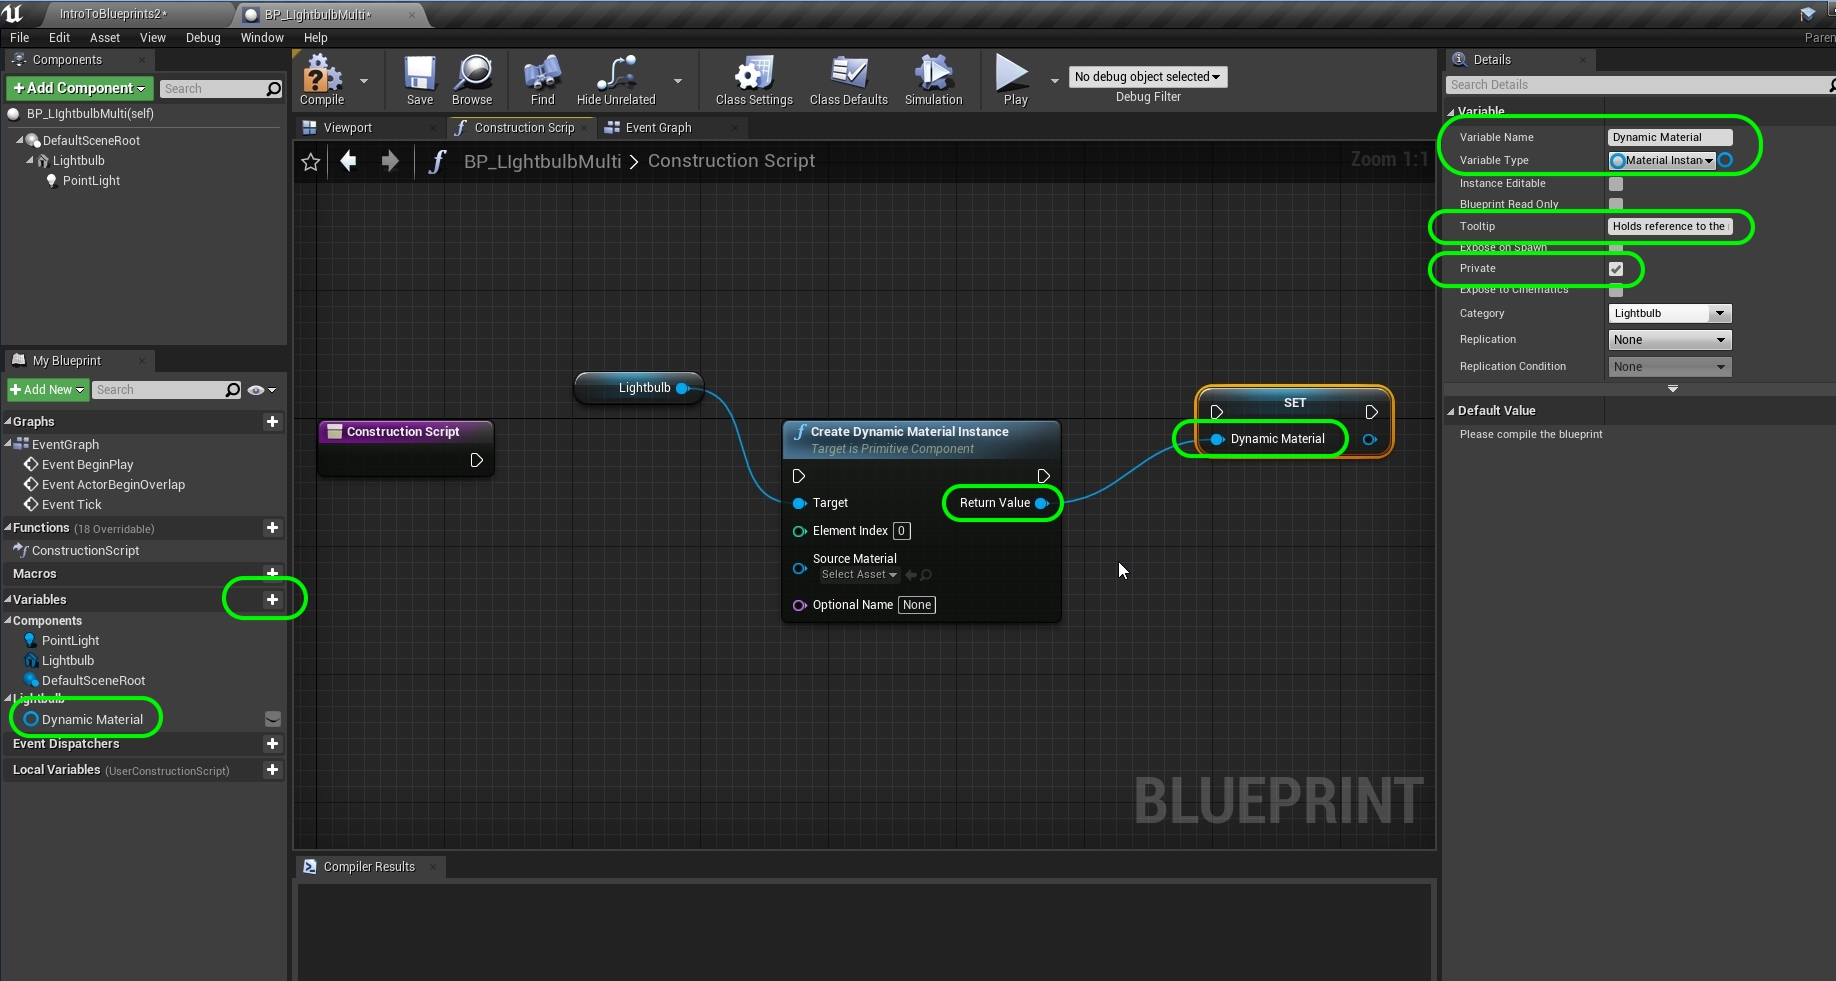 IntroToBlueprints2*
BP_LIghtbulbMulti*
File Edit Asset View Debug Window Help
Components
Add Component
Search
BP_LIghtbulbMulti(self)
DefaultSceneRoot
Lightbulb
PointLight
My Blueprint
Add New
Search
Graphs
EventGraph
Event BeginPlay
Event ActorBeginOverlap
Event Tick
Functions (18 Overridable)
ConstructionScript
Macros
Variables
Components
PointLight
Lightbulb
DefaultSceneRoot
Lightbulb
Dynamic Material
Event Dispatchers
Local Variables (UserConstructionScript)
Compile
Save
Browse
Find
Hide Unrelated
Class Settings
Class Defaults
Simulation
Play
No debug object selected
Debug Filter
Viewport
Construction Scrip
Event Graph
BP_LIghtbulbMulti > Construction Script
Zoom 1:1
Lightbulb
Construction Script
Create Dynamic Material Instance
Target is Primitive Component
Target
Return Value
Element Index 0
Source Material
Select Asset
Optional Name None
SET
Dynamic Material
BLUEPRINT
Compiler Results
Paren
Details
Search Details
Variable
Variable Name Dynamic Material
Variable Type Material Instan
Instance Editable
Blueprint Read Only
Tooltip Holds reference to the
Expose on Spawn
Private
Expose to Cinematics
Category Lightbulb
Replication None
Replication Condition None
Default Value
Please compile the blueprint